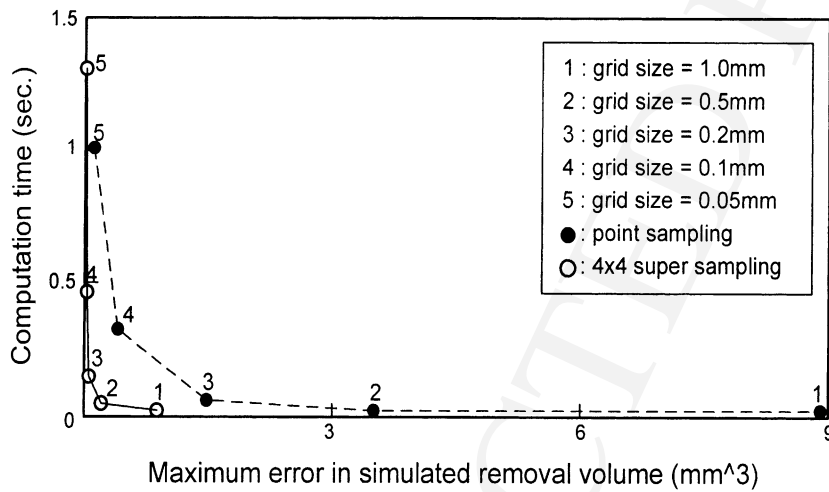 1.5
1
0.5
0
Computation time (sec.)
5
5
4
4
3
2
1
3
2
1
3
6
9
Maximum error in simulated removal volume (mm^3)
1 : grid size = 1.0mm
2 : grid size = 0.5mm
3 : grid size = 0.2mm
4 : grid size = 0.1mm
5 : grid size = 0.05mm
: point sampling
: 4x4 super sampling
CTED